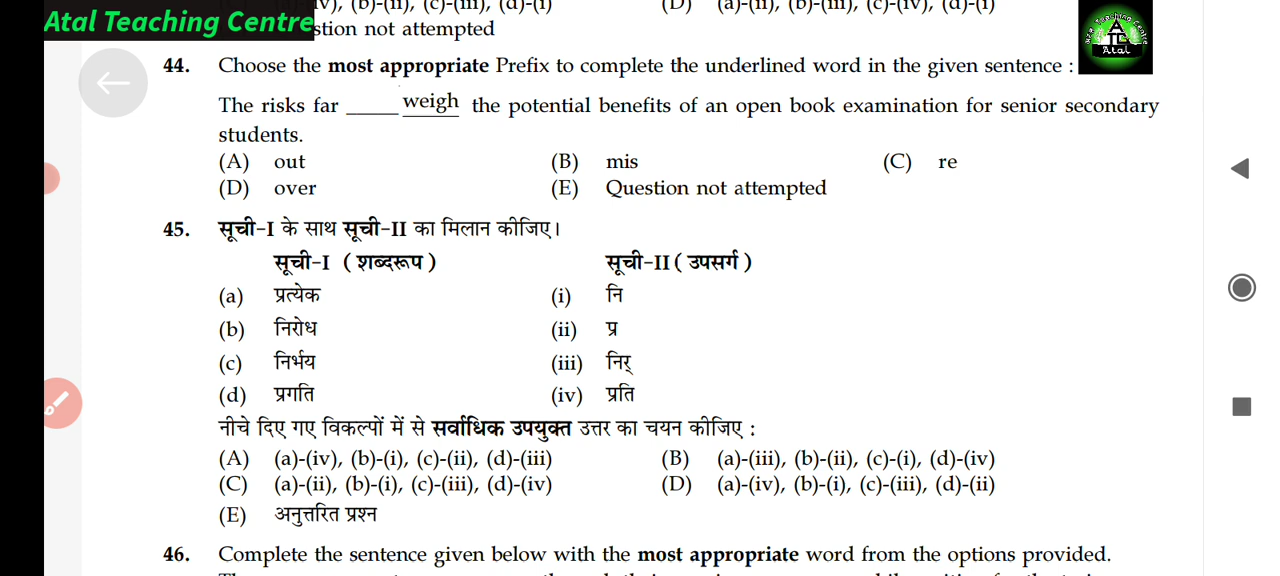 (a)-(iv), (b)-(ii), (c)-(iii), (d)-(i) (D) (a)-(ii), (b)-(iii), (c)-(iv), (d)-(i)
Atal Teaching Centre
stion not attempted
Atal
44. Choose the most appropriate Prefix to complete the underlined word in the given sentence :
The risks far _____ weigh the potential benefits of an open book examination for senior secondary
students.
(A) out (B) mis (C) re
(D) over (E) Question not attempted
45. सूची-I के साथ सूची-II का मिलान कीजिए।
सूची-I ( शब्दरूप ) सूची-II ( उपसर्ग )
(a) प्रत्येक (i) नि
(b) निरोध (ii) प्र
(c) निर्भय (iii) निर्
(d) प्रगति (iv) प्रति
नीचे दिए गए विकल्पों में से सर्वाधिक उपयुक्त उत्तर का चयन कीजिए :
(A) (a)-(iv), (b)-(i), (c)-(ii), (d)-(iii) (B) (a)-(iii), (b)-(ii), (c)-(i), (d)-(iv)
(C) (a)-(ii), (b)-(i), (c)-(iii), (d)-(iv) (D) (a)-(iv), (b)-(i), (c)-(iii), (d)-(ii)
(E) अनुत्तरित प्रश्न
46. Complete the sentence given below with the most appropriate word from the options provided.